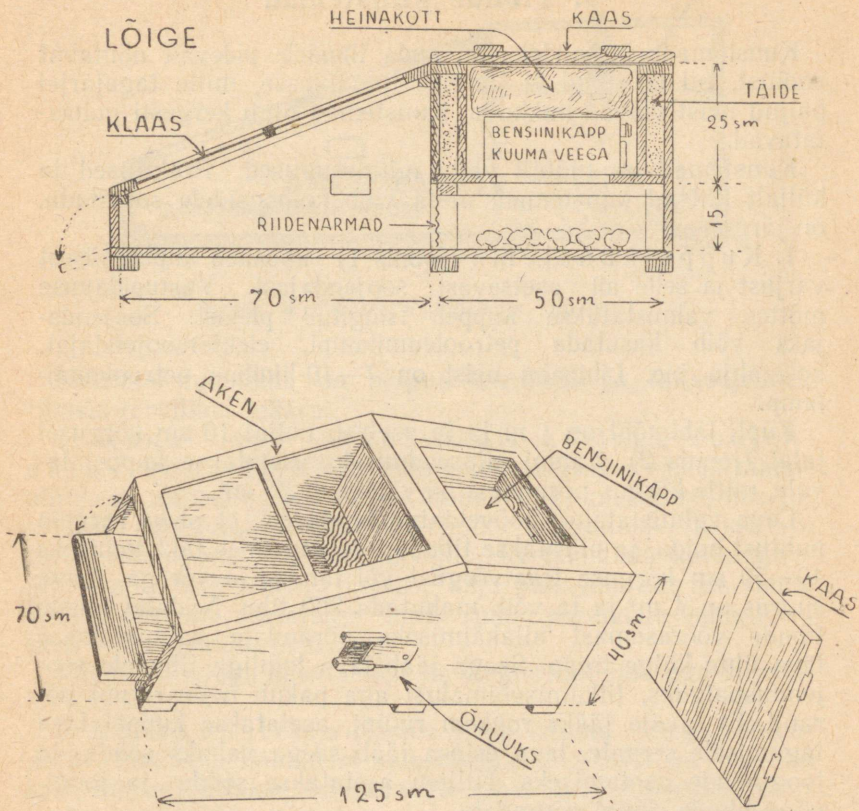 LÕIGE
HEINAKOTT
KAAS
KLAAS
TÄIDE
25 sm
BENSIINIKAPP
KUUMA VEEGA
RIIDENARMAD
15
70 sm
50 sm
AKEN
BENSIINIKAPP
KAAS
70 sm
40 sm
ÕHUUKS
125 sm